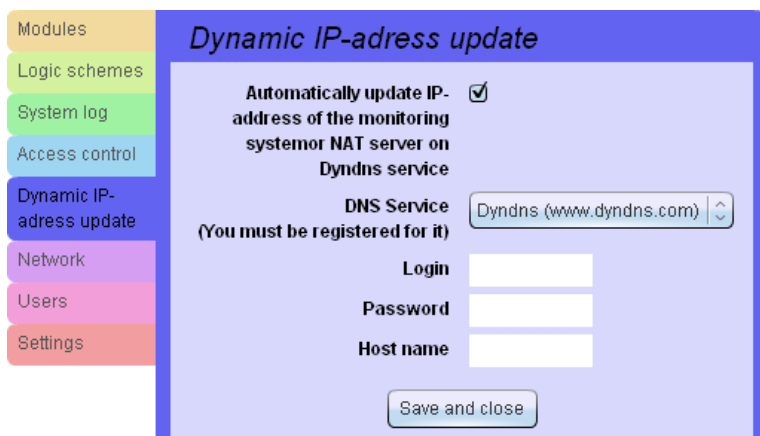 Modules
Logic schemes
System log
Access control
Dynamic IP-
adress update
Network
Users
Settings
Dynamic IP-adress update
Automatically update IP-
address of the monitoring
systemor NAT server on
Dyndns service
DNS Service
(You must be registered for it)
Dyndns (www.dyndns.com)
Login
Password
Host name
Save and close